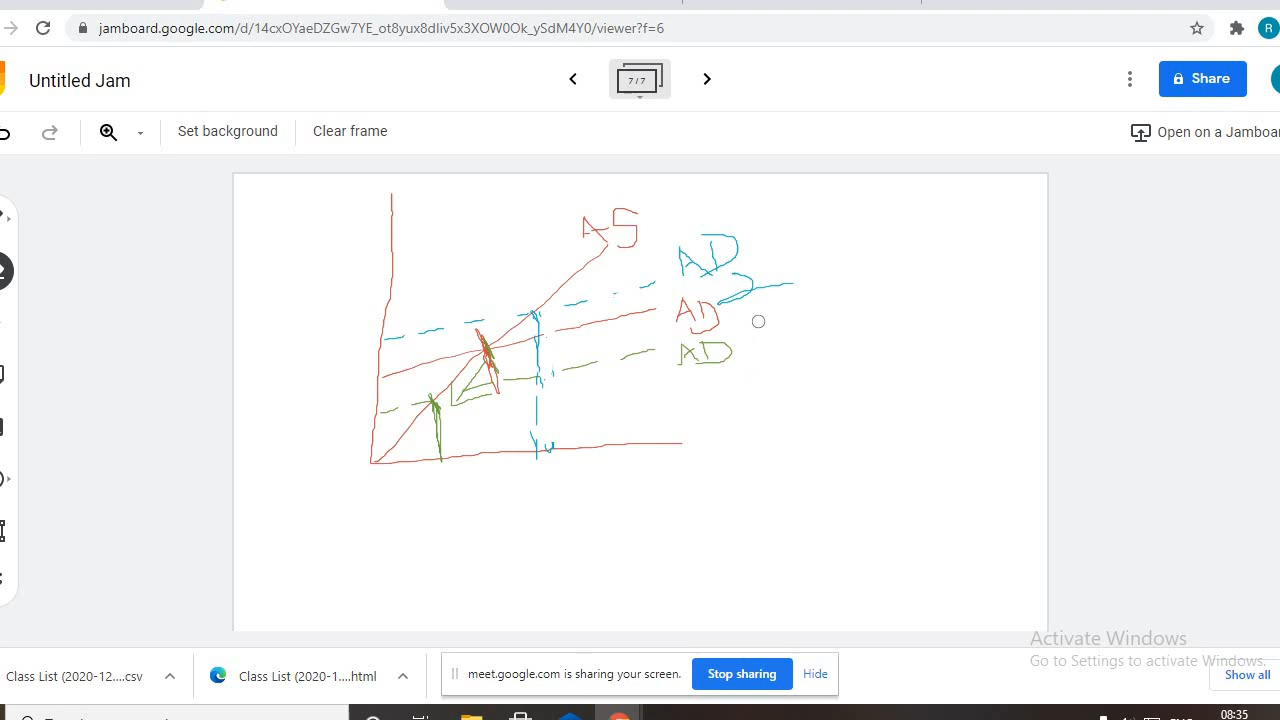 jamboard.google.com/d/14cxOYaeDZGw7YE_ot8yux8dIiv5x3XOW0Ok_ySdM4Y0/viewer?f=6
R
Untitled Jam
7 / 7
Share
Set background
Clear frame
Open on a Jamboar
AS
AD
AD
AD
Activate Windows
Go to Settings to activate Windows.
Class List (2020-12....csv
Class List (2020-1....html
meet.google.com is sharing your screen.
Stop sharing
Hide
Show all
08:35